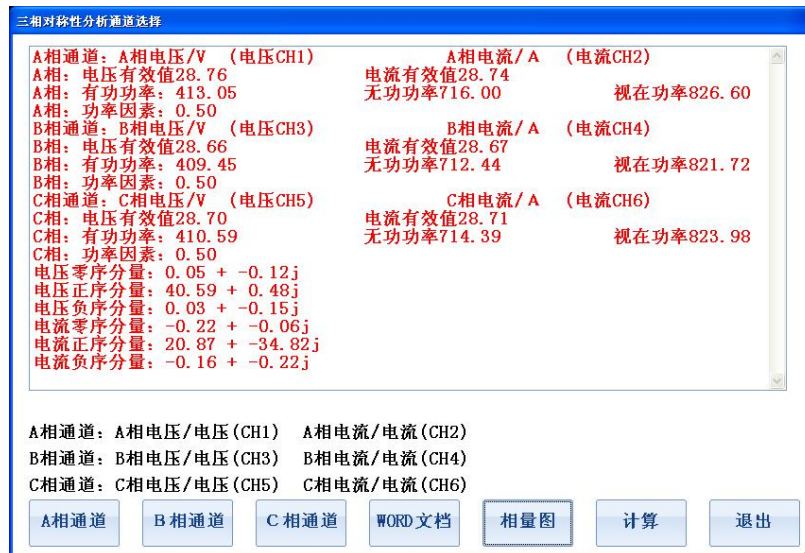 三相对称性分析通道选择
A相通道：A相电压/V （电压CH1） A相电流/A （电流CH2）
A相：电压有效值28.76 电流有效值28.74
A相：有功功率：413.05 无功功率716.00 视在功率826.60
A相：功率因素：0.50
B相通道：B相电压/V （电压CH3） B相电流/A （电流CH4）
B相：电压有效值28.66 电流有效值28.67
B相：有功功率：409.45 无功功率712.44 视在功率821.72
B相：功率因素：0.50
C相通道：C相电压/V （电压CH5） C相电流/A （电流CH6）
C相：电压有效值28.70 电流有效值28.71
C相：有功功率：410.59 无功功率714.39 视在功率823.98
C相：功率因素：0.50
电压零序分量：0.05 + -0.12j
电压正序分量：40.59 + 0.48j
电压负序分量：0.03 + -0.15j
电流零序分量：-0.22 + -0.06j
电流正序分量：20.87 + -34.82j
电流负序分量：-0.16 + -0.22j
A相通道：A相电压/电压(CH1) A相电流/电流(CH2)
B相通道：B相电压/电压(CH3) B相电流/电流(CH4)
C相通道：C相电压/电压(CH5) C相电流/电流(CH6)
A相通道 B相通道 C相通道 WORD文档 相量图 计算 退出